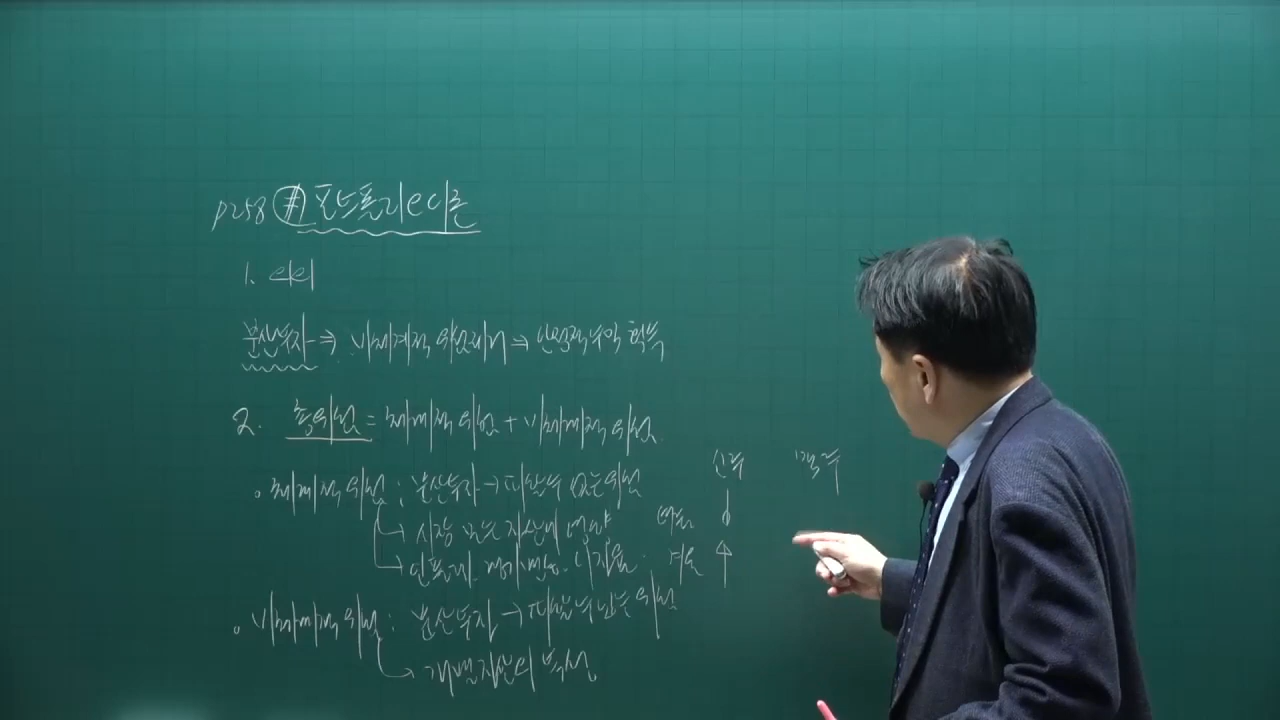 p258 # 포트폴리오이론
1. 의의
분산투자 ⇒ 비체계적 위험제거 ⇒ 안정적 수익 획득
2. 총위험 = 체계적 위험 + 비체계적 위험
· 체계적 위험 : 분산투자 → 피할 수 없는 위험
→ 시장 모든 자산에 영향
→ 인플레. 경기변동. 이자율
여름 ↓
겨울 ↑
· 비체계적 위험 : 분산투자 → 피할 수 있는 위험
→ 개별자산의 특성